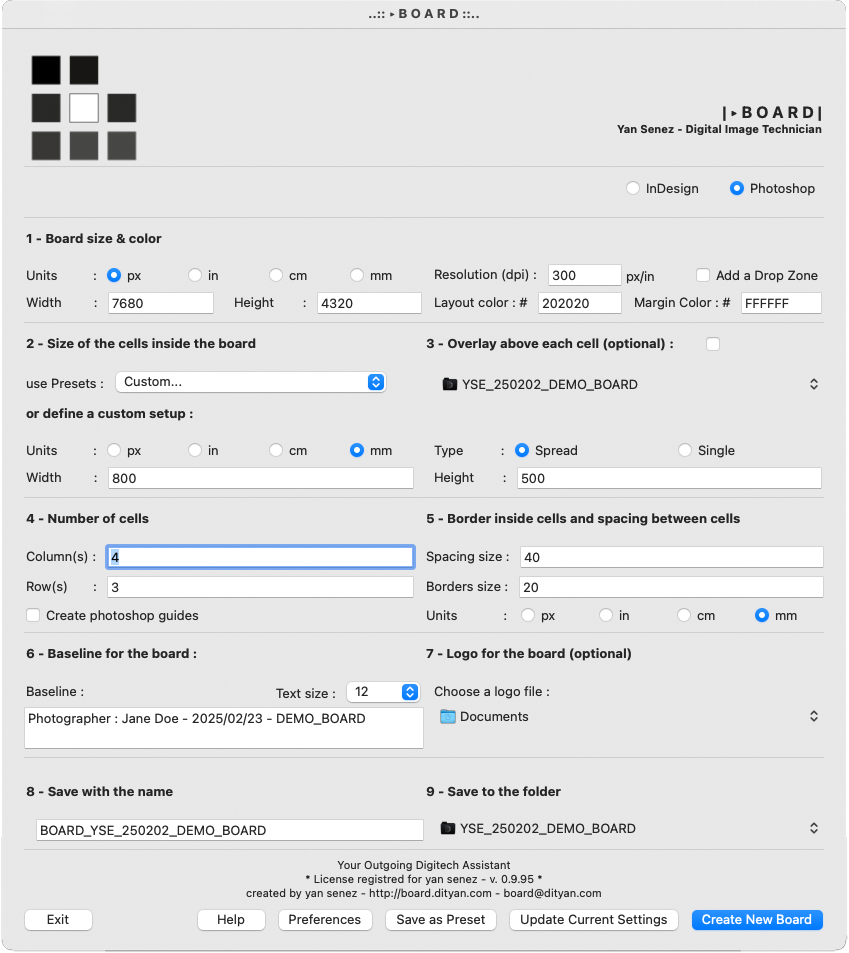 ..:: ▸ B O A R D ::..
| ▸ B O A R D |
Yan Senez - Digital Image Technician
InDesign Photoshop
1 - Board size & color
Units : px in cm mm Resolution (dpi) : 300 px/in Add a Drop Zone
Width : 7680 Height : 4320 Layout color : # 202020 Margin Color : # FFFFFF
2 - Size of the cells inside the board
3 - Overlay above each cell (optional) :
use Presets : Custom...
YSE_250202_DEMO_BOARD
or define a custom setup :
Units : px in cm mm Type : Spread Single
Width : 800 Height : 500
4 - Number of cells
5 - Border inside cells and spacing between cells
Column(s) : 4 Spacing size : 40
Row(s) : 3 Borders size : 20
Create photoshop guides Units : px in cm mm
6 - Baseline for the board :
7 - Logo for the board (optional)
Baseline : Text size : 12 Choose a logo file :
Photographer : Jane Doe - 2025/02/23 - DEMO_BOARD
Documents
8 - Save with the name
9 - Save to the folder
BOARD_YSE_250202_DEMO_BOARD
YSE_250202_DEMO_BOARD
Your Outgoing Digitech Assistant
* License registred for yan senez - v. 0.9.95 *
created by yan senez - http://board.dityan.com - board@dityan.com
Exit Help Preferences Save as Preset Update Current Settings Create New Board